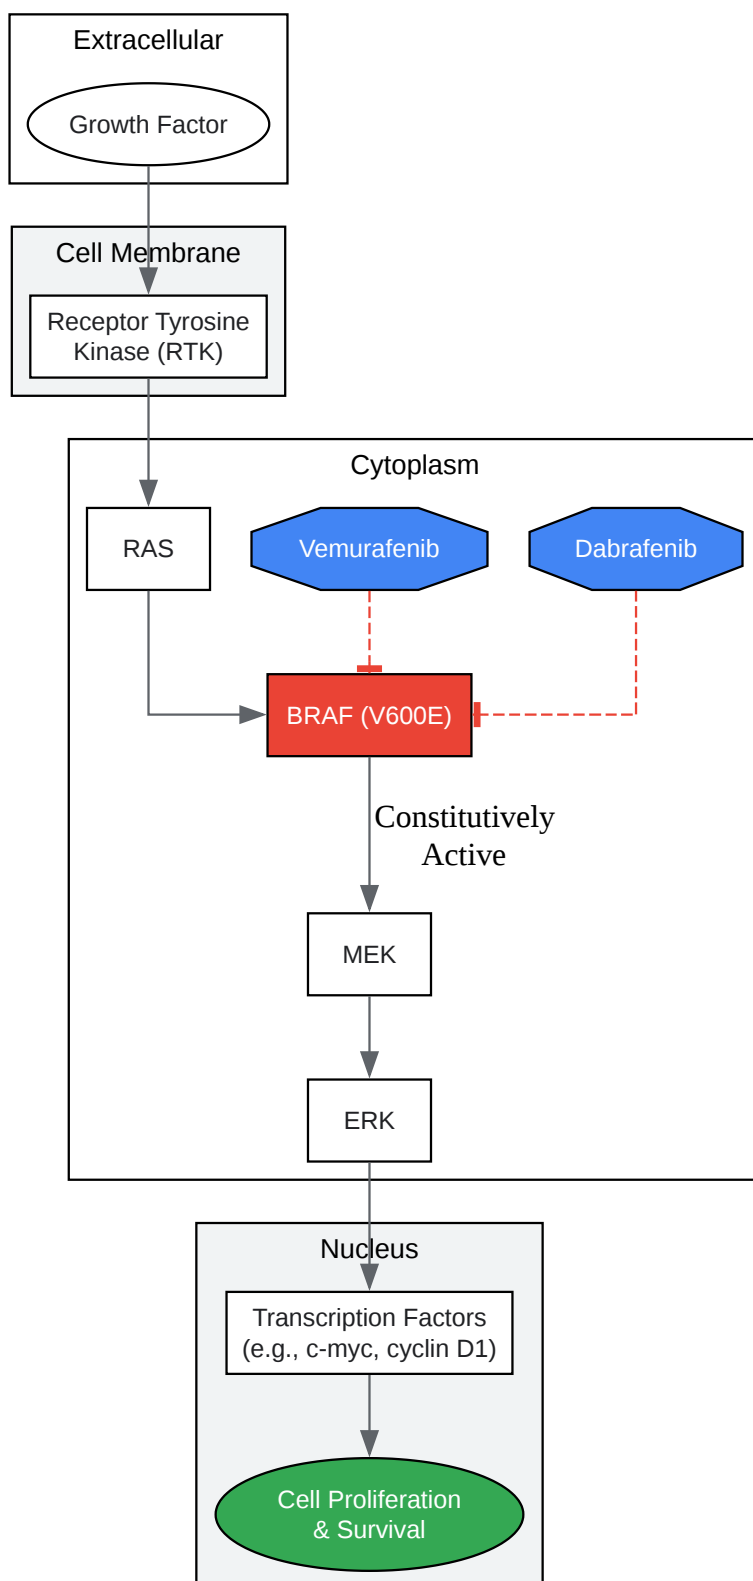 Extracellular
Growth Factor
Cell Membrane
Receptor Tyrosine
Kinase (RTK)
Cytoplasm
RAS
Vemurafenib
Dabrafenib
BRAF (V600E)
Constitutively
Active
MEK
ERK
Nucleus
Transcription Factors
(e.g., c-myc, cyclin D1)
Cell Proliferation
& Survival